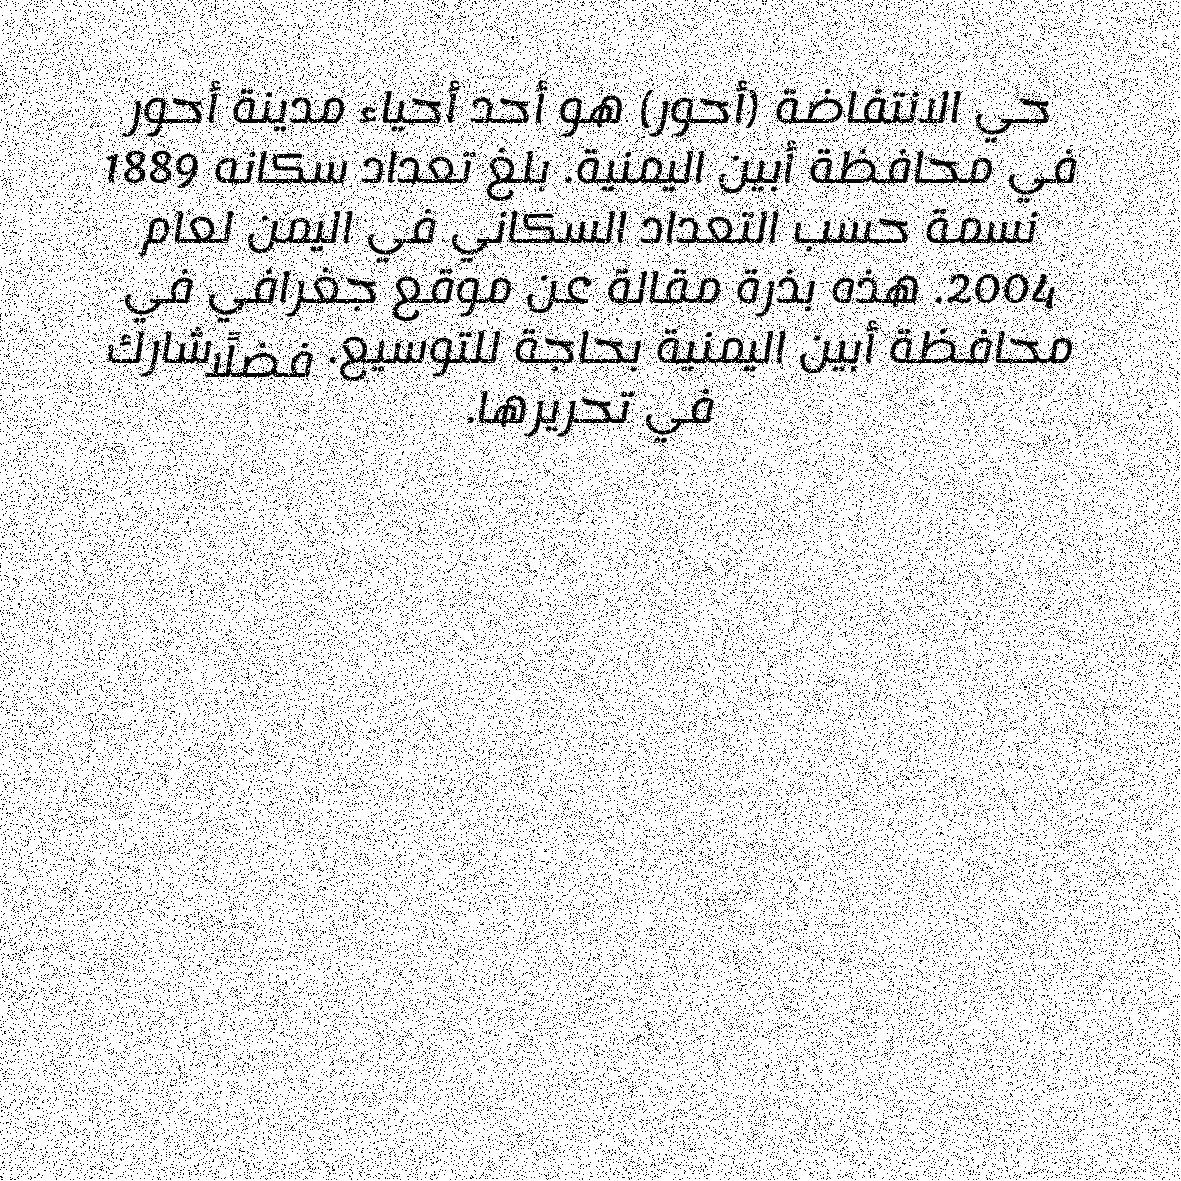 حي الانتفاضة (أحور) هو أحد أحياء مدينة أحور
في محافظة أبين اليمنية. بلغ تعداد سكانه 1889
نسمة حسب التعداد السكاني في اليمن لعام
2004. هذه بذرة مقالة عن موقع جغرافي في
محافظة أبين اليمنية بحاجة للتوسيع. فضلًا شارك
في تحريرها.